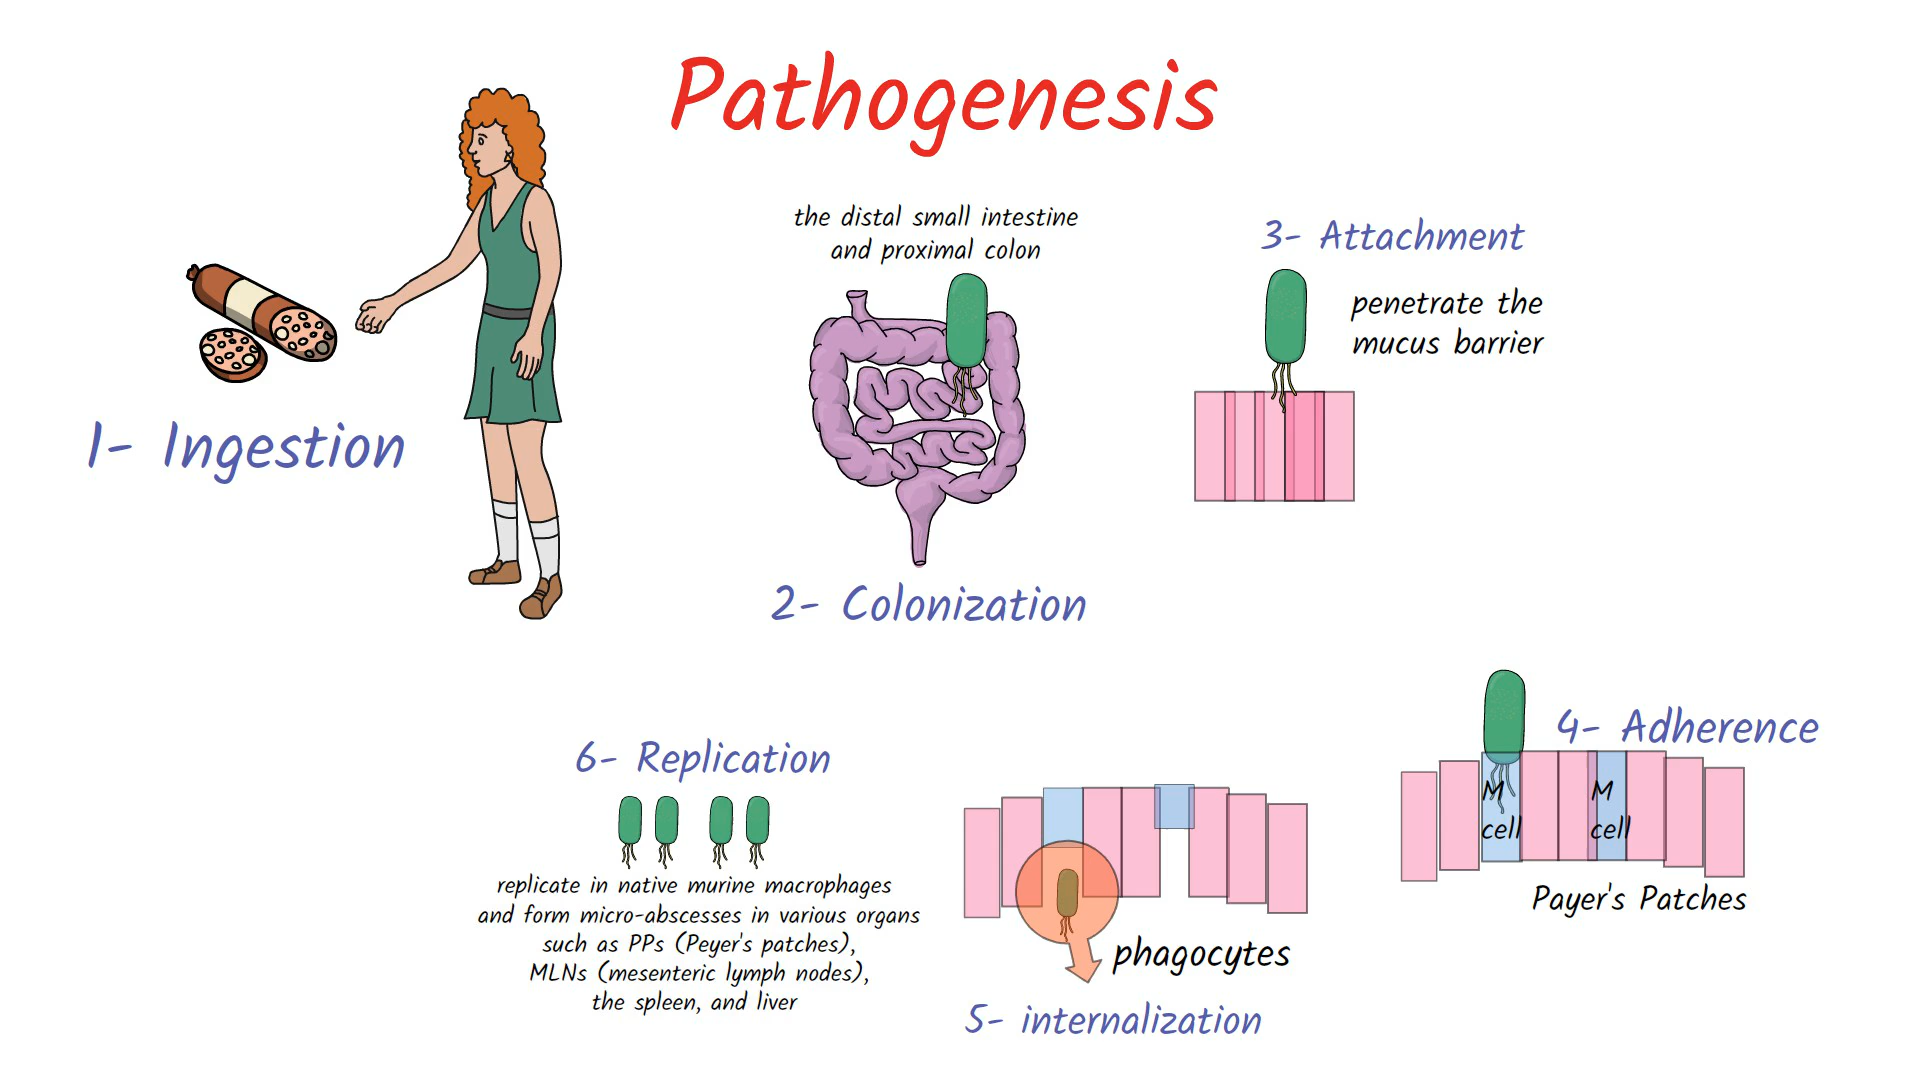 Pathogenesis
1- Ingestion
the distal small intestine
and proximal colon
2- Colonization
3- Attachment
penetrate the
mucus barrier
4- Adherence
M
cell
M
cell
Payer's Patches
phagocytes
5- internalization
6- Replication
replicate in native murine macrophages
and form micro-abscesses in various organs
such as PPs (Peyer's patches),
MLNs (mesenteric lymph nodes),
the spleen, and liver